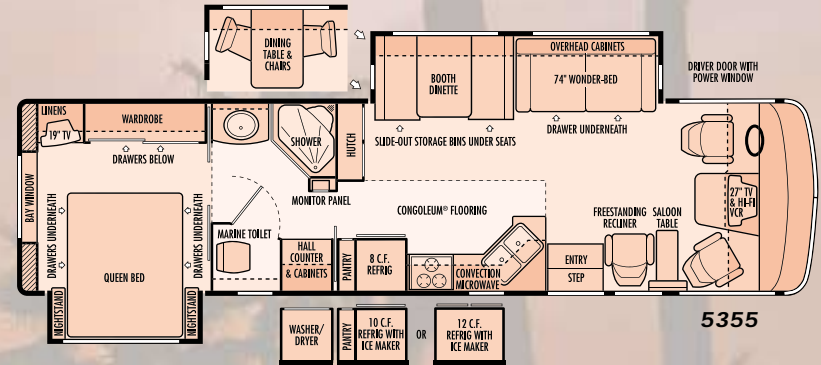 DINING
TABLE &
CHAIRS
OVERHEAD CABINETS
BOOTH
DINETTE
74" WONDER-BED
DRIVER DOOR WITH
POWER WINDOW
LINENS
19" TV
WARDROBE
DRAWERS BELOW
SHOWER
HUTCH
SLIDE-OUT STORAGE BINS UNDER SEATS
DRAWER UNDERNEATH
BAY WINDOW
DRAWERS UNDERNEATH
QUEEN BED
DRAWERS UNDERNEATH
NIGHTSTAND
NIGHTSTAND
MONITOR PANEL
MARINE TOILET
HALL
COUNTER
& CABINETS
PANTRY
8 C.F.
REFRIG
CONGOLEUM® FLOORING
CONVECTION
MICROWAVE
ENTRY
STEP
FREESTANDING
RECLINER
SALOON
TABLE
27" TV
& HI-FI
VCR
WASHER/
DRYER
PANTRY
10 C.F.
REFRIG WITH
ICE MAKER
OR
12 C.F.
REFRIG WITH
ICE MAKER
5355